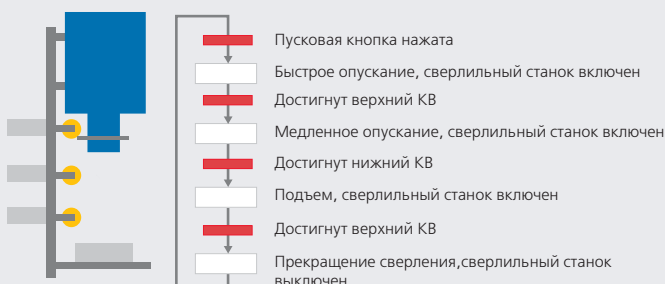 Пусковая кнопка нажата
Быстрое опускание, сверлильный станок включен
Достигнут верхний КВ
Медленное опускание, сверлильный станок включен
Достигнут нижний КВ
Подъем, сверлильный станок включен
Достигнут верхний КВ
Прекращение сверления,сверлильный станок
выключен